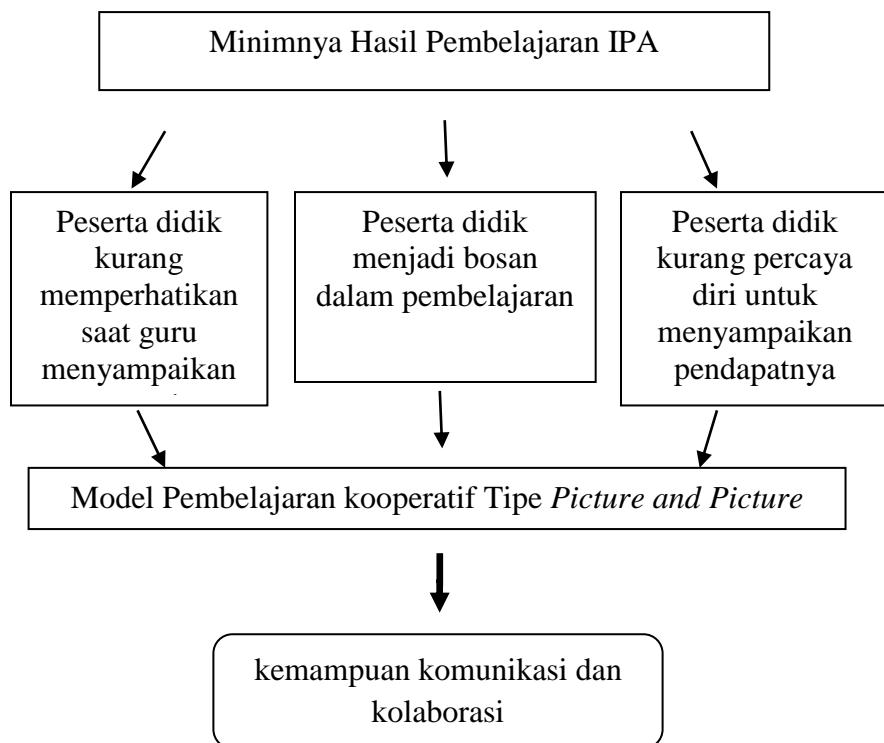 Minimnya Hasil Pembelajaran IPA
Peserta didik
kurang
memperhatikan
saat guru
menyampaikan
Peserta didik
menjadi bosan
dalam pembelajaran
Peserta didik
kurang percaya
diri untuk
menyampaikan
pendapatnya
Model Pembelajaran kooperatif Tipe Picture and Picture
kemampuan komunikasi dan
kolaborasi